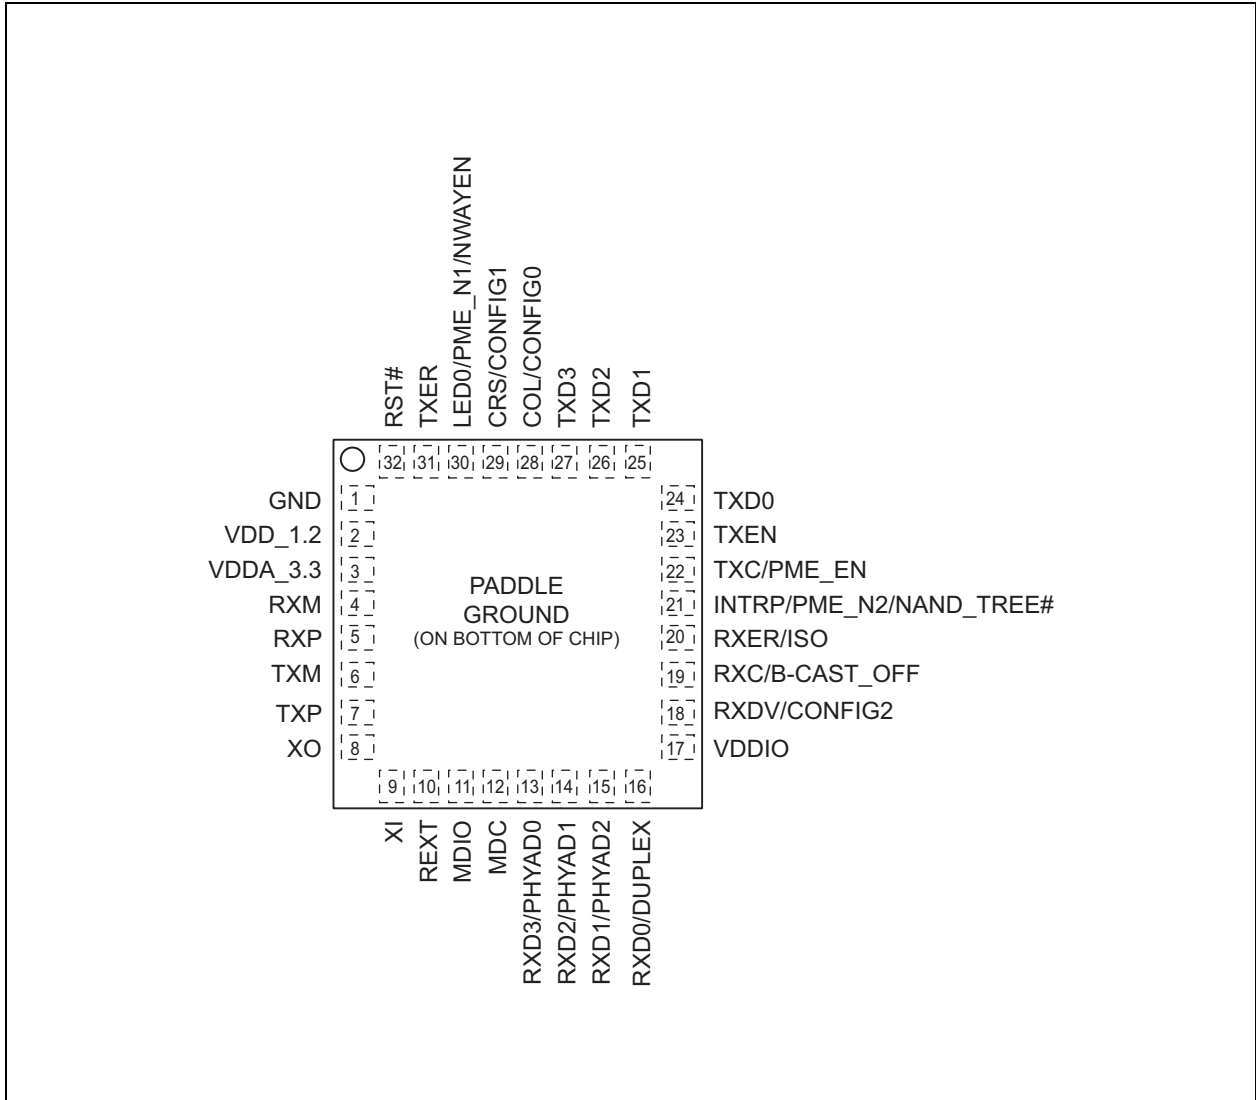 RST#
TXER
LED0/PME_N1/NWAYEN
CRS/CONFIG1
COL/CONFIG0
TXD3
TXD2
TXD1
32 31 30 29 28 27 26 25
GND 1
VDD_1.2 2
VDDA_3.3 3
RXM 4
RXP 5
TXM 6
TXP 7
XO 8
PADDLE
GROUND
(ON BOTTOM OF CHIP)
24 TXD0
23 TXEN
22 TXC/PME_EN
21 INTRP/PME_N2/NAND_TREE#
20 RXER/ISO
19 RXC/B-CAST_OFF
18 RXDV/CONFIG2
17 VDDIO
9 10 11 12 13 14 15 16
XI
REXT
MDIO
MDC
RXD3/PHYAD0
RXD2/PHYAD1
RXD1/PHYAD2
RXD0/DUPLEX